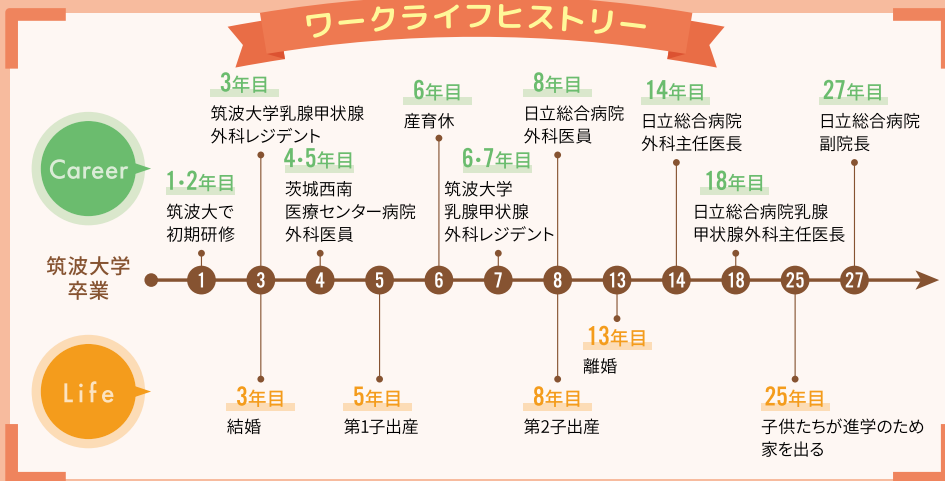 ワークライフヒストリー
Career
1・2年目
筑波大で
初期研修
3年目
筑波大学乳腺甲状腺
外科レジデント
4・5年目
茨城西南
医療センター病院
外科医員
6年目
産育休
6・7年目
筑波大学
乳腺甲状腺
外科レジデント
8年目
日立総合病院
外科医員
14年目
日立総合病院
外科主任医長
18年目
日立総合病院乳腺
甲状腺外科主任医長
27年目
日立総合病院
副院長
筑波大学
卒業
1 3 4 5 6 7 8 13 14 18 25 27
Life
3年目
結婚
5年目
第1子出産
8年目
第2子出産
13年目
離婚
25年目
子供たちが進学のため
家を出る